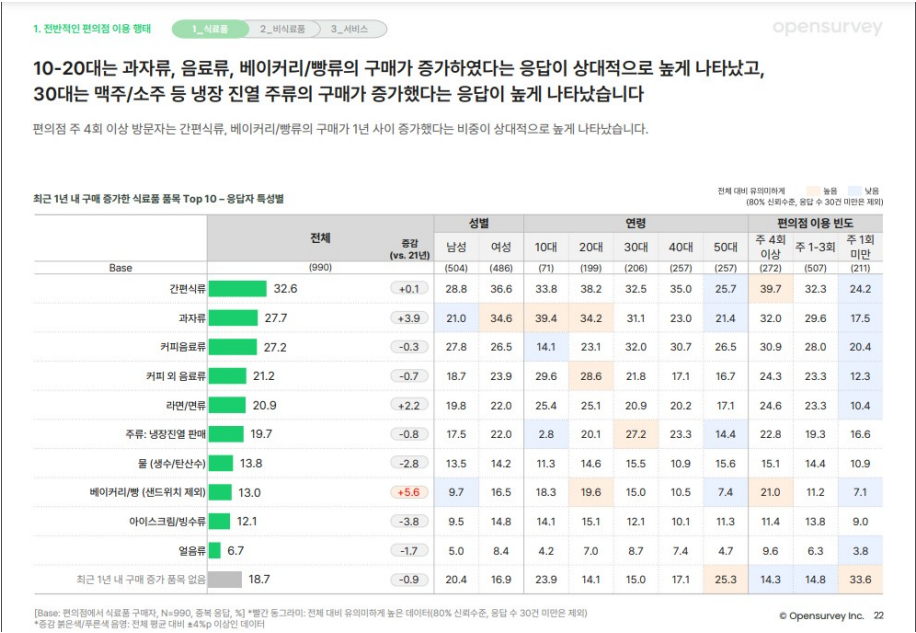 1. 전반적인 편의점 이용 행태
1_식료품 2_비식료품 3_서비스
opensurvey
10-20대는 과자류, 음료류, 베이커리/빵류의 구매가 증가하였다는 응답이 상대적으로 높게 나타났고,
30대는 맥주/소주 등 냉장 진열 주류의 구매가 증가했다는 응답이 높게 나타났습니다
편의점 주 4회 이상 방문자는 간편식류, 베이커리/빵류의 구매가 1년 사이 증가했다는 비중이 상대적으로 높게 나타났습니다.
전체 대비 유의미하게 높음 낮음
(80% 신뢰수준, 응답 수 30건 미만은 제외)
최근 1년 내 구매 증가한 식료품 품목 Top 10 – 응답자 특성별
전체 증감 (vs. 21년) 성별 연령 편의점 이용 빈도
남성 여성 10대 20대 30대 40대 50대 주 4회 이상 주 1-3회 주 1회 미만
Base (990) (504) (486) (71) (199) (206) (257) (257) (272) (507) (211)
간편식류 32.6 +0.1 28.8 36.6 33.8 38.2 32.5 35.0 25.7 39.7 32.3 24.2
과자류 27.7 +3.9 21.0 34.6 39.4 34.2 31.1 23.0 21.4 32.0 29.6 17.5
커피음료류 27.2 -0.3 27.8 26.5 14.1 23.1 32.0 30.7 26.5 30.9 28.0 20.4
커피 외 음료류 21.2 -0.7 18.7 23.9 29.6 28.6 21.8 17.1 16.7 24.3 23.3 12.3
라면/면류 20.9 +2.2 19.8 22.0 25.4 25.1 20.9 20.2 17.1 24.6 23.3 10.4
주류: 냉장진열 판매 19.7 -0.8 17.5 22.0 2.8 20.1 27.2 23.3 14.4 22.8 19.3 16.6
물 (생수/탄산수) 13.8 -2.8 13.5 14.2 11.3 14.6 15.5 10.9 15.6 15.1 14.4 10.9
베이커리/빵 (샌드위치 제외) 13.0 +5.6 9.7 16.5 18.3 19.6 15.0 10.5 7.4 21.0 11.2 7.1
아이스크림/빙수류 12.1 -3.8 9.5 14.8 14.1 15.1 12.1 10.1 11.3 11.4 13.8 9.0
얼음류 6.7 -1.7 5.0 8.4 4.2 7.0 8.7 7.4 4.7 9.6 6.3 3.8
최근 1년 내 구매 증가 품목 없음 18.7 -0.9 20.4 16.9 23.9 14.1 15.0 17.1 25.3 14.3 14.8 33.6
[Base: 편의점에서 식료품 구매자, N=990, 중복 응답, %] *빨간 동그라미: 전체 대비 유의미하게 높은 데이터(80% 신뢰수준, 응답 수 30건 미만은 제외)
*증감 붉은색/푸른색 음영: 전체 평균 대비 ±4%p 이상인 데이터
© Opensurvey Inc. 22